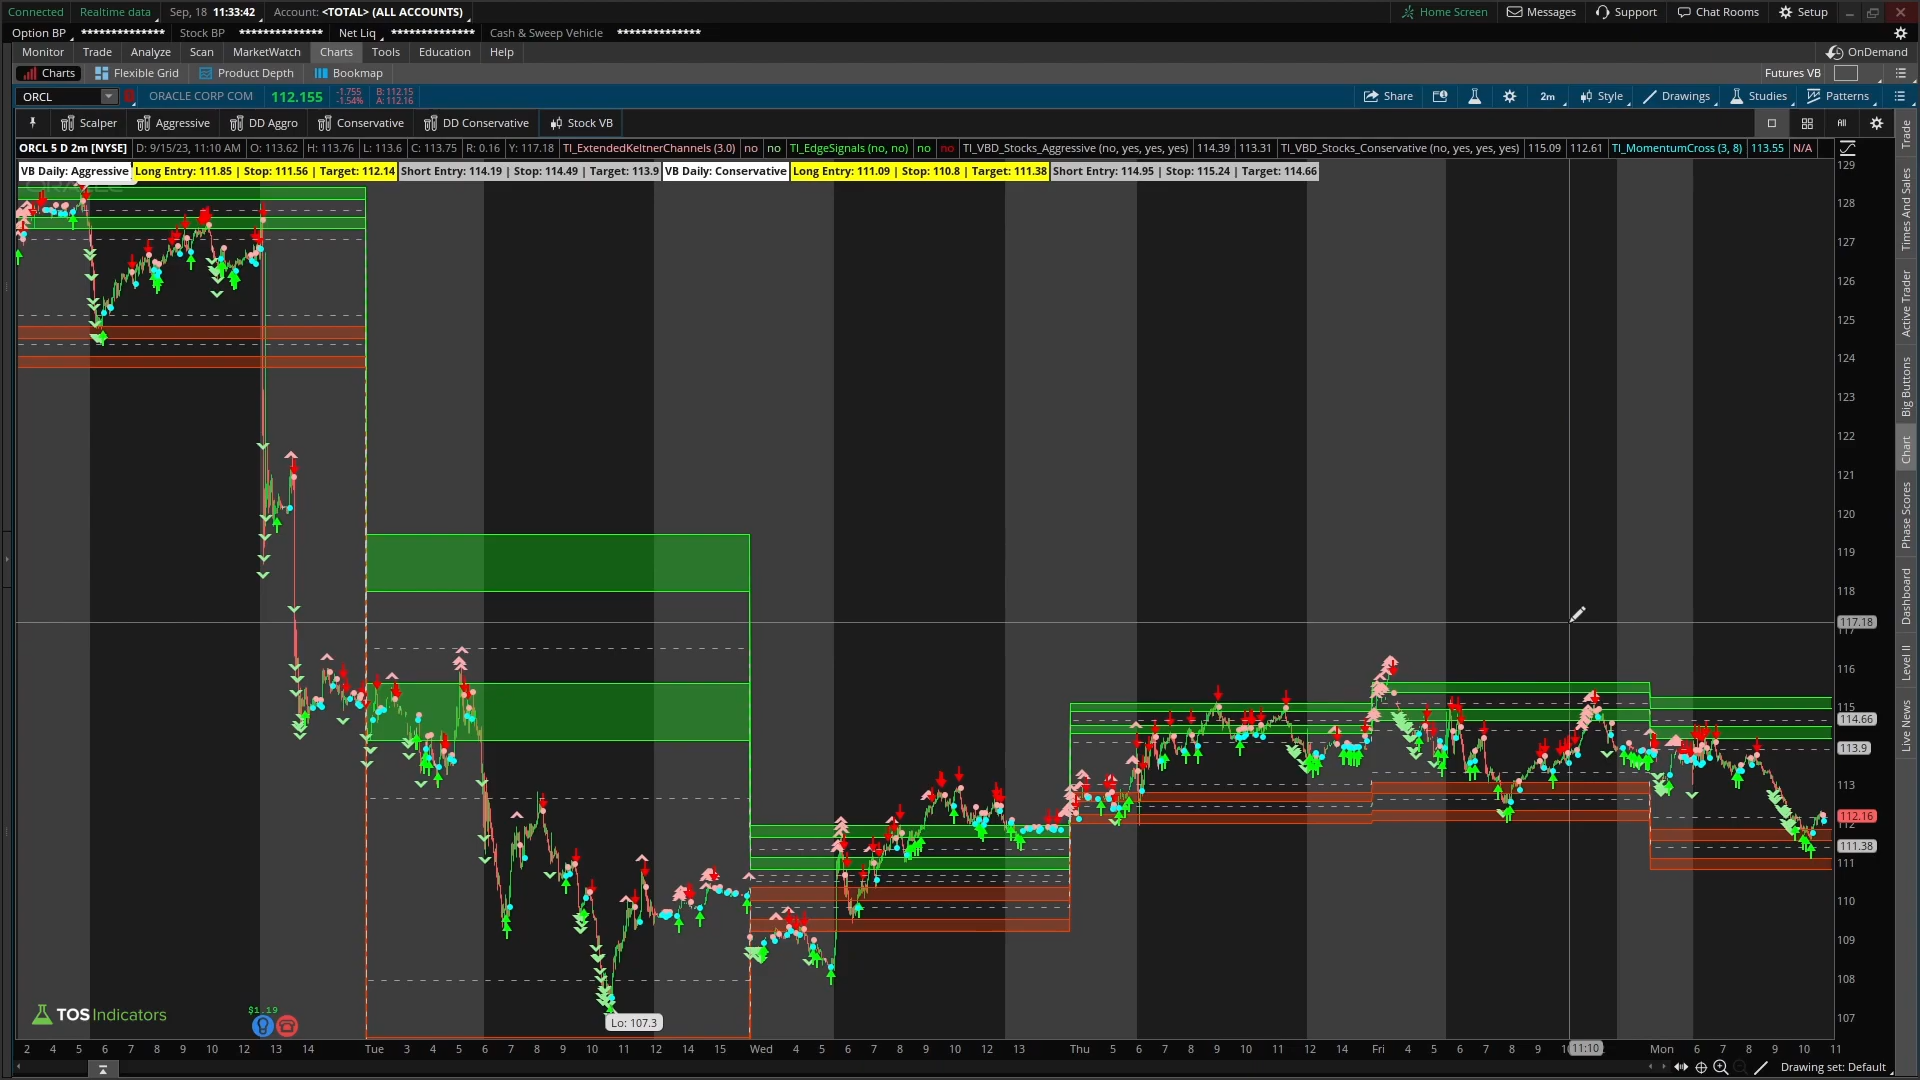 Connected Realtime data Sep, 18 11:33:42 Account: <TOTAL> (ALL ACCOUNTS) Home Screen Messages Support Chat Rooms Setup
Option BP ************** Stock BP ************** Net Liq ************** Cash & Sweep Vehicle **************
Monitor Trade Analyze Scan MarketWatch Charts Tools Education Help OnDemand
Charts Flexible Grid Product Depth Bookmap Futures VB
ORCL ORACLE CORP COM 112.155 -1.755 B: 112.15 Share 2m Style Drawings Studies Patterns
-1.54% A: 112.16
Scalper Aggressive DD Aggro Conservative DD Conservative Stock VB All
ORCL 5 D 2m [NYSE] D: 9/15/23, 11:10 AM O: 113.62 H: 113.76 L: 113.6 C: 113.75 R: 0.16 Y: 117.18 TI_ExtendedKeltnerChannels (3.0) no no TI_EdgeSignals (no, no) no no TI_VBD_Stocks_Aggressive (no, yes, yes, yes) 114.39 113.31 TI_VBD_Stocks_Conservative (no, yes, yes, yes) 115.09 112.61 TI_MomentumCross (3, 8) 113.55 N/A
VB Daily: Aggressive Long Entry: 111.85 | Stop: 111.56 | Target: 112.14 Short Entry: 114.19 | Stop: 114.49 | Target: 113.9 VB Daily: Conservative Long Entry: 111.09 | Stop: 110.8 | Target: 111.38 Short Entry: 114.95 | Stop: 115.24 | Target: 114.66
129
128
127
126
125
124
123
122
121
120
119
118
117.18
117
116
115
114.66
113.9
113
112.16
112
111.38
111
110
109
108
107
Trade
Times And Sales
Active Trader
Big Buttons
Chart
Phase Scores
Dashboard
Level II
Live News
TOS Indicators
$1.19
Lo: 107.3
2 4 5 6 7 8 9 10 12 13 14 Tue 3 4 5 6 7 8 9 10 11 12 14 15 Wed 4 5 6 8 9 10 12 13 Thu 5 6 7 8 9 10 11 12 14 Fri 4 5 6 7 8 9 11:10 Mon 6 7 8 9 10 11
Drawing set: Default